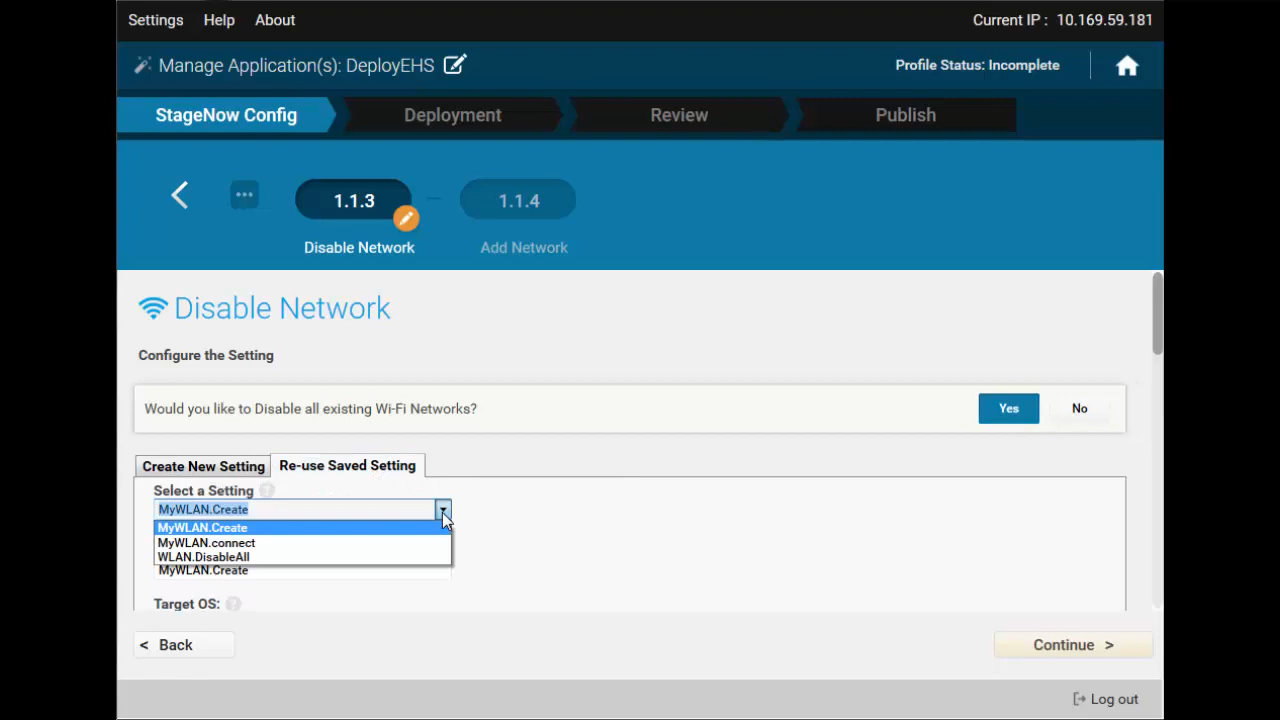 Settings Help About Current IP : 10.169.59.181
Manage Application(s): DeployEHS Profile Status: Incomplete
StageNow Config Deployment Review Publish
1.1.3 1.1.4
Disable Network Add Network
Disable Network
Configure the Setting
Would you like to Disable all existing Wi-Fi Networks? Yes No
Create New Setting Re-use Saved Setting
Select a Setting ?
MyWLAN.Create
MyWLAN.Create
MyWLAN.connect
WLAN.DisableAll
MyWLAN.Create
Target OS: ?
< Back Continue >
Log out